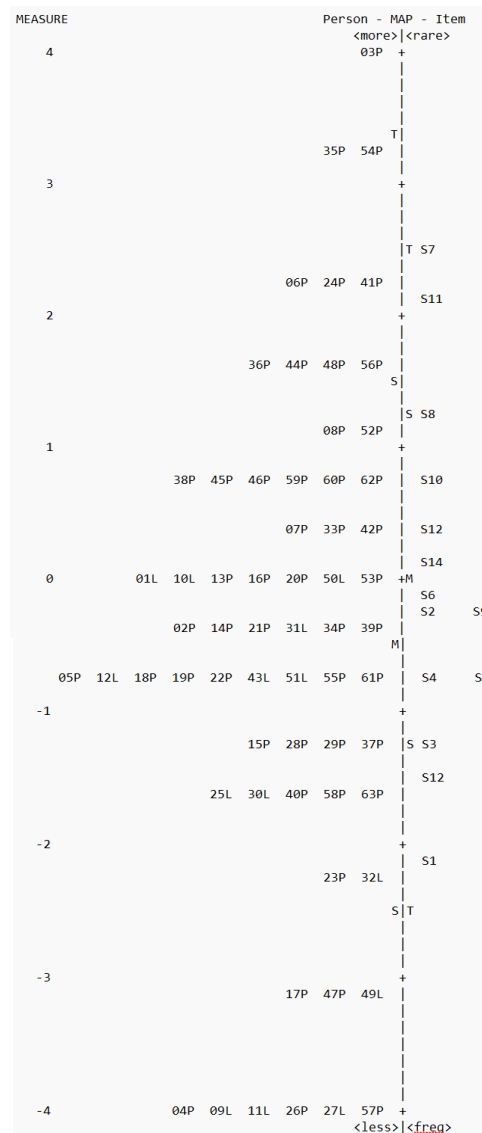 MEASURE Person - MAP - Item
<more>|<rare>
4 03P +
T|
35P 54P |
3 +
|T S7
06P 24P 41P |
| S11
2 +
36P 44P 48P 56P |
S|
|S S8
08P 52P |
1 +
38P 45P 46P 59P 60P 62P | S10
07P 33P 42P | S12
| S14
0 01L 10L 13P 16P 20P 50L 53P +M
| S6
| S2 S9
02P 14P 21P 31L 34P 39P |
M|
05P 12L 18P 19P 22P 43L 51L 55P 61P | S4 S
-1 +
15P 28P 29P 37P |S S3
| S12
25L 30L 40P 58P 63P |
-2 +
| S1
23P 32L |
S|T
-3 +
17P 47P 49L |
-4 04P 09L 11L 26P 27L 57P +
<less>|<freq>